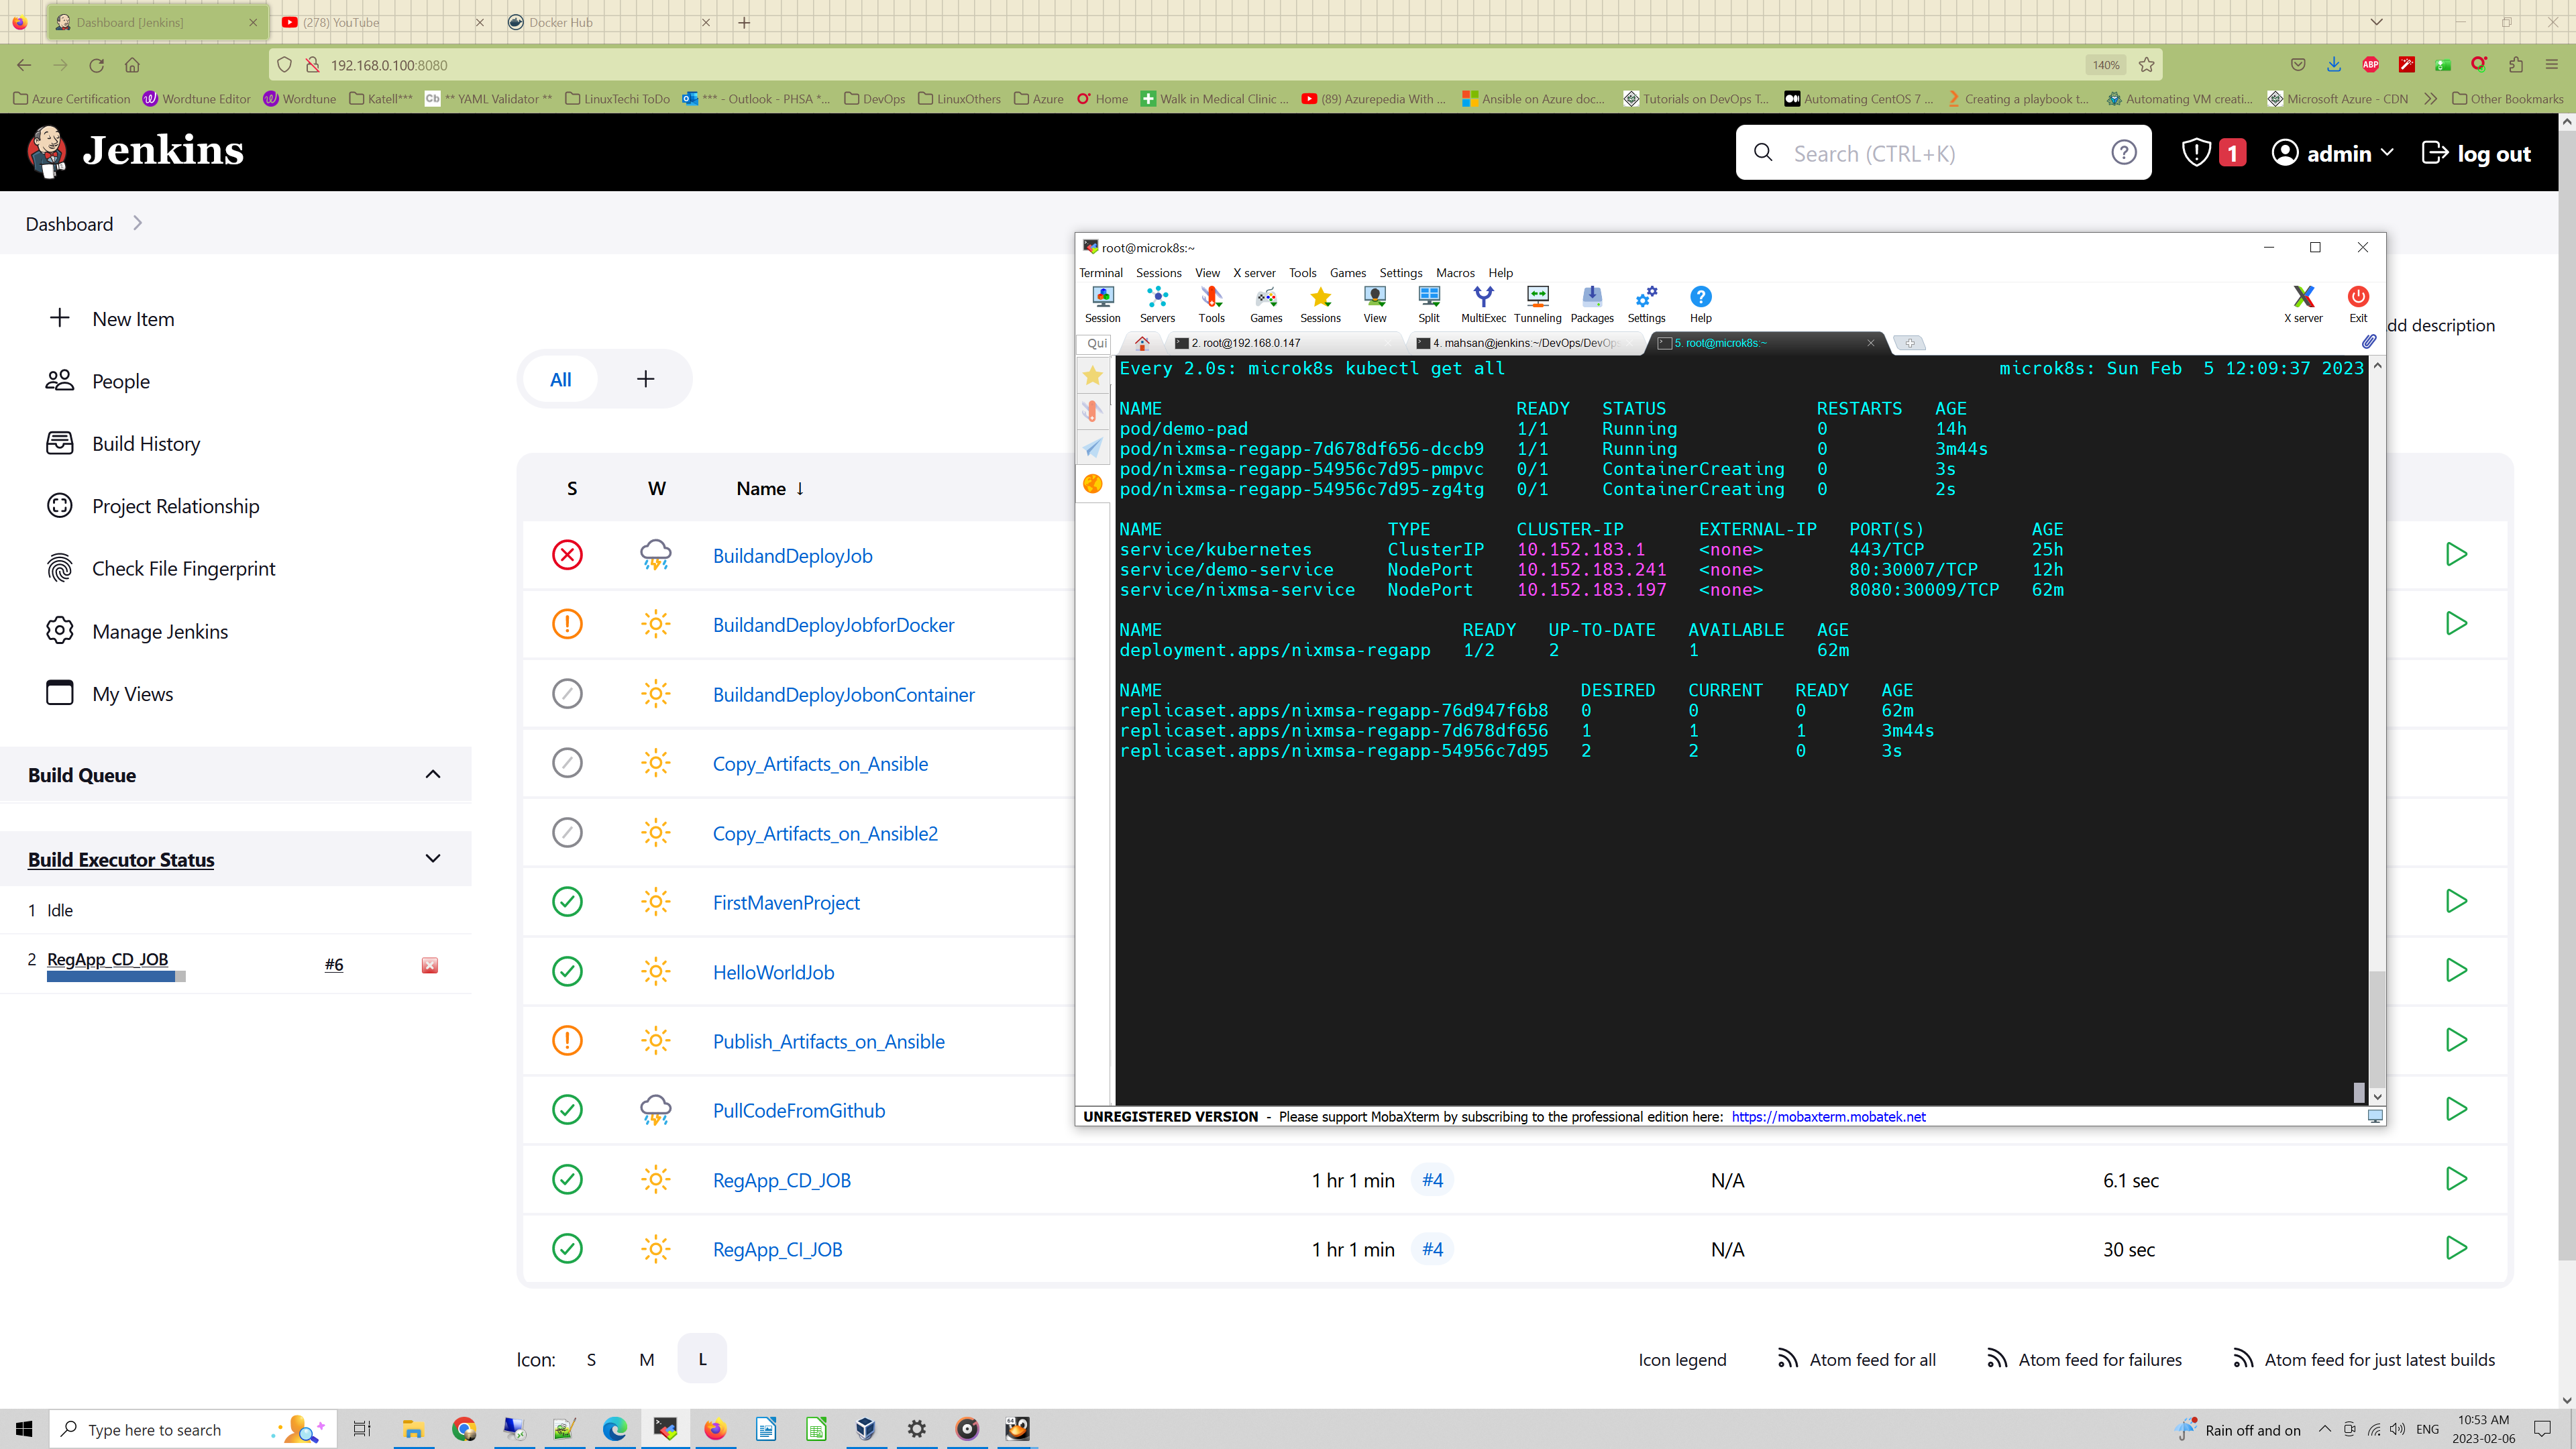 Dashboard [Jenkins]
(278) YouTube
Docker Hub
192.168.0.100:8080
140%
Azure Certification
Wordtune Editor
Wordtune
Katell***
** YAML Validator **
LinuxTechi ToDo
*** - Outlook - PHSA *...
DevOps
LinuxOthers
Azure
Home
Walk in Medical Clinic ...
(89) Azurepedia With ...
Ansible on Azure doc...
Tutorials on DevOps T...
Automating CentOS 7 ...
Creating a playbook t...
Automating VM creati...
Microsoft Azure - CDN
Other Bookmarks
Jenkins
Search (CTRL+K)
1
admin
log out
Dashboard
New Item
People
Build History
Project Relationship
Check File Fingerprint
Manage Jenkins
My Views
Build Queue
Build Executor Status
1 Idle
2 RegApp_CD_JOB #6
dd description
All
S W Name ↓
BuildandDeployJob
BuildandDeployJobforDocker
BuildandDeployJobonContainer
Copy_Artifacts_on_Ansible
Copy_Artifacts_on_Ansible2
FirstMavenProject
HelloWorldJob
Publish_Artifacts_on_Ansible
PullCodeFromGithub
RegApp_CD_JOB 1 hr 1 min #4 N/A 6.1 sec
RegApp_CI_JOB 1 hr 1 min #4 N/A 30 sec
Icon: S M L
Icon legend
Atom feed for all
Atom feed for failures
Atom feed for just latest builds
root@microk8s:~
Terminal Sessions View X server Tools Games Settings Macros Help
Session Servers Tools Games Sessions View Split MultiExec Tunneling Packages Settings Help X server Exit
Qui
2. root@192.168.0.147
4. mahsan@jenkins:~/DevOps/DevOps
5. root@microk8s:~
Every 2.0s: microk8s kubectl get all microk8s: Sun Feb 5 12:09:37 2023
NAME READY STATUS RESTARTS AGE
pod/demo-pad 1/1 Running 0 14h
pod/nixmsa-regapp-7d678df656-dccb9 1/1 Running 0 3m44s
pod/nixmsa-regapp-54956c7d95-pmpvc 0/1 ContainerCreating 0 3s
pod/nixmsa-regapp-54956c7d95-zg4tg 0/1 ContainerCreating 0 2s
NAME TYPE CLUSTER-IP EXTERNAL-IP PORT(S) AGE
service/kubernetes ClusterIP 10.152.183.1 <none> 443/TCP 25h
service/demo-service NodePort 10.152.183.241 <none> 80:30007/TCP 12h
service/nixmsa-service NodePort 10.152.183.197 <none> 8080:30009/TCP 62m
NAME READY UP-TO-DATE AVAILABLE AGE
deployment.apps/nixmsa-regapp 1/2 2 1 62m
NAME DESIRED CURRENT READY AGE
replicaset.apps/nixmsa-regapp-76d947f6b8 0 0 0 62m
replicaset.apps/nixmsa-regapp-7d678df656 1 1 1 3m44s
replicaset.apps/nixmsa-regapp-54956c7d95 2 2 0 3s
UNREGISTERED VERSION - Please support MobaXterm by subscribing to the professional edition here: https://mobaxterm.mobatek.net
Type here to search
Rain off and on
ENG
10:53 AM
2023-02-06